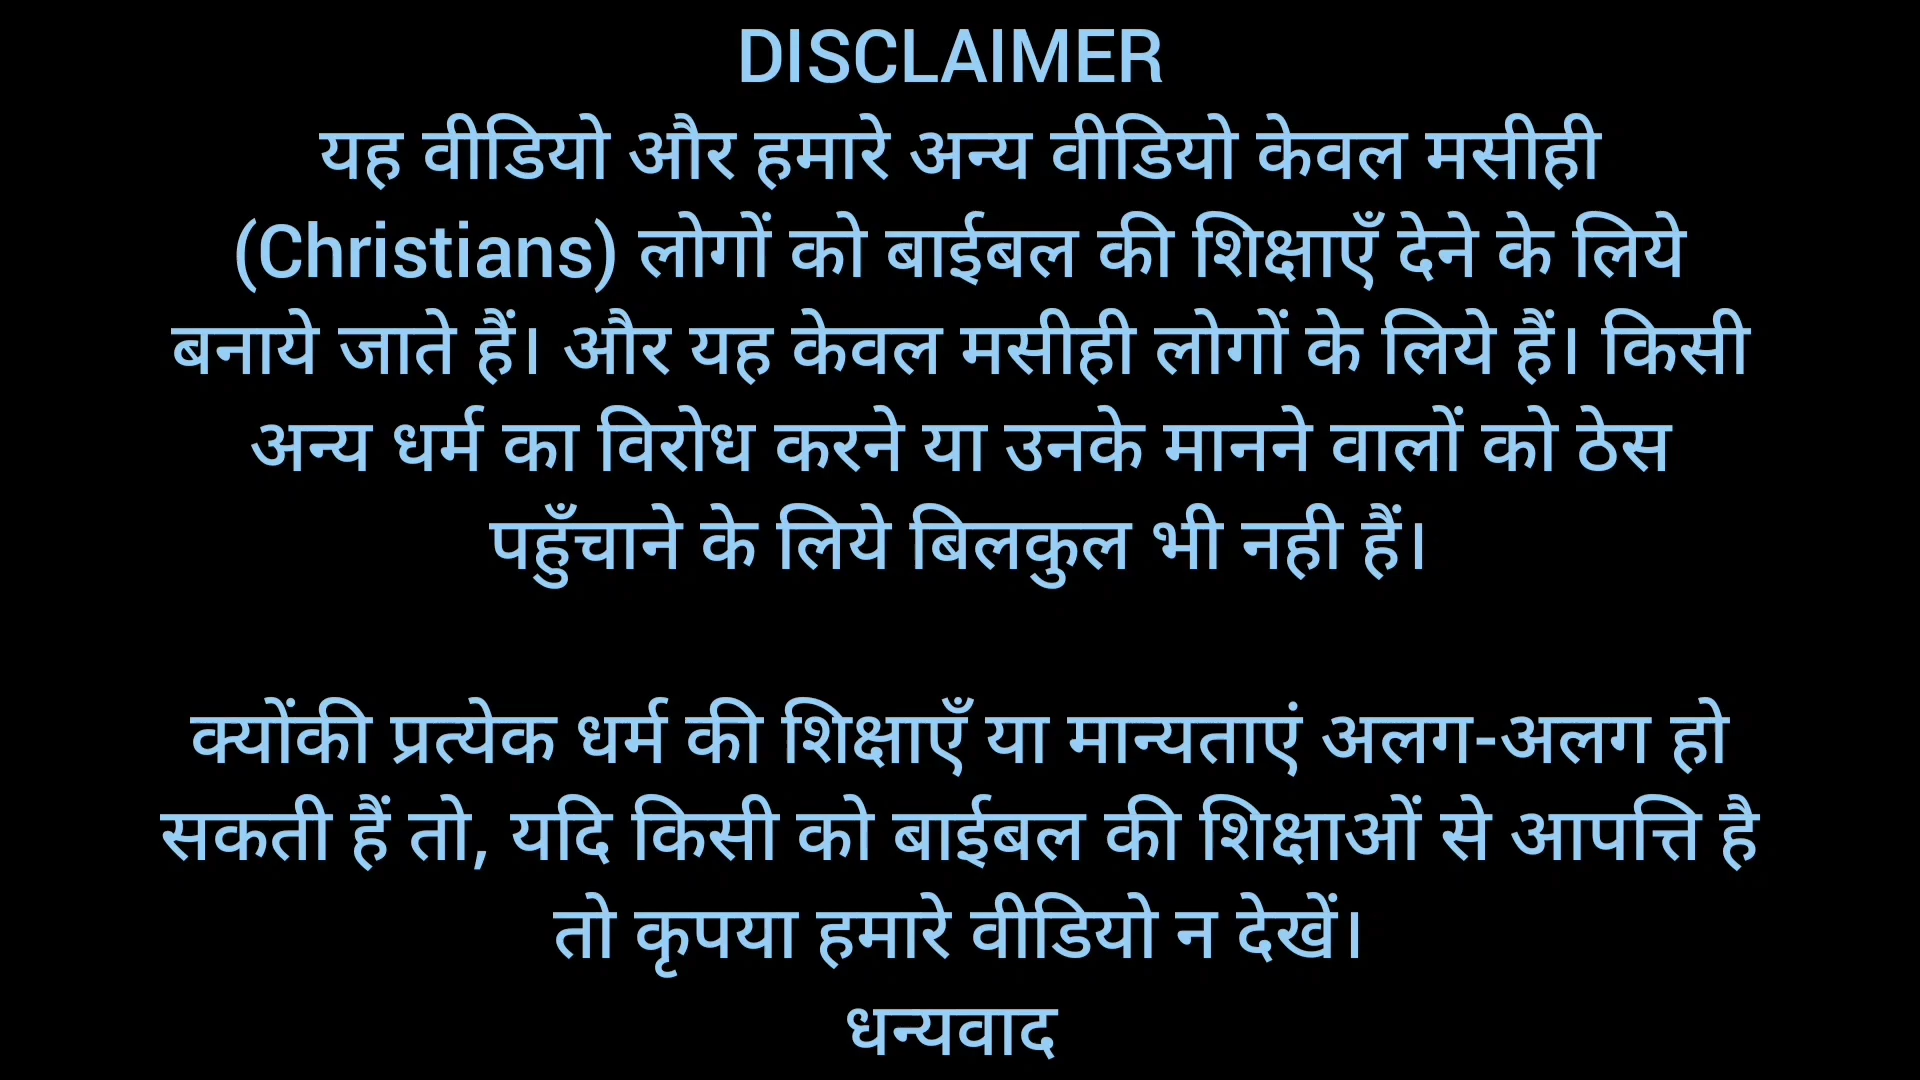 DISCLAIMER
यह वीडियो और हमारे अन्य वीडियो केवल मसीही
(Christians) लोगों को बाईबल की शिक्षाएँ देने के लिये
बनाये जाते हैं। और यह केवल मसीही लोगों के लिये हैं। किसी
अन्य धर्म का विरोध करने या उनके मानने वालों को ठेस
पहुँचाने के लिये बिलकुल भी नही हैं।
क्योंकी प्रत्येक धर्म की शिक्षाएँ या मान्यताएं अलग-अलग हो
सकती हैं तो, यदि किसी को बाईबल की शिक्षाओं से आपत्ति है
तो कृपया हमारे वीडियो न देखें।
धन्यवाद